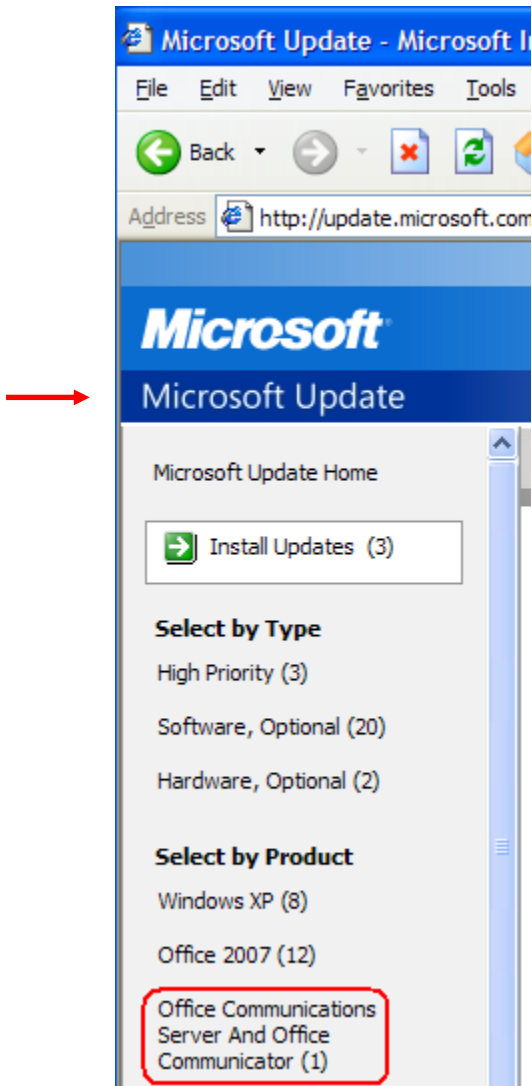 Microsoft Update - Microsoft I
File Edit View Favorites Tools
Back
Address http://update.microsoft.com
Microsoft
Microsoft Update
Microsoft Update Home
Install Updates (3)
Select by Type
High Priority (3)
Software, Optional (20)
Hardware, Optional (2)
Select by Product
Windows XP (8)
Office 2007 (12)
Office Communications
Server And Office
Communicator (1)